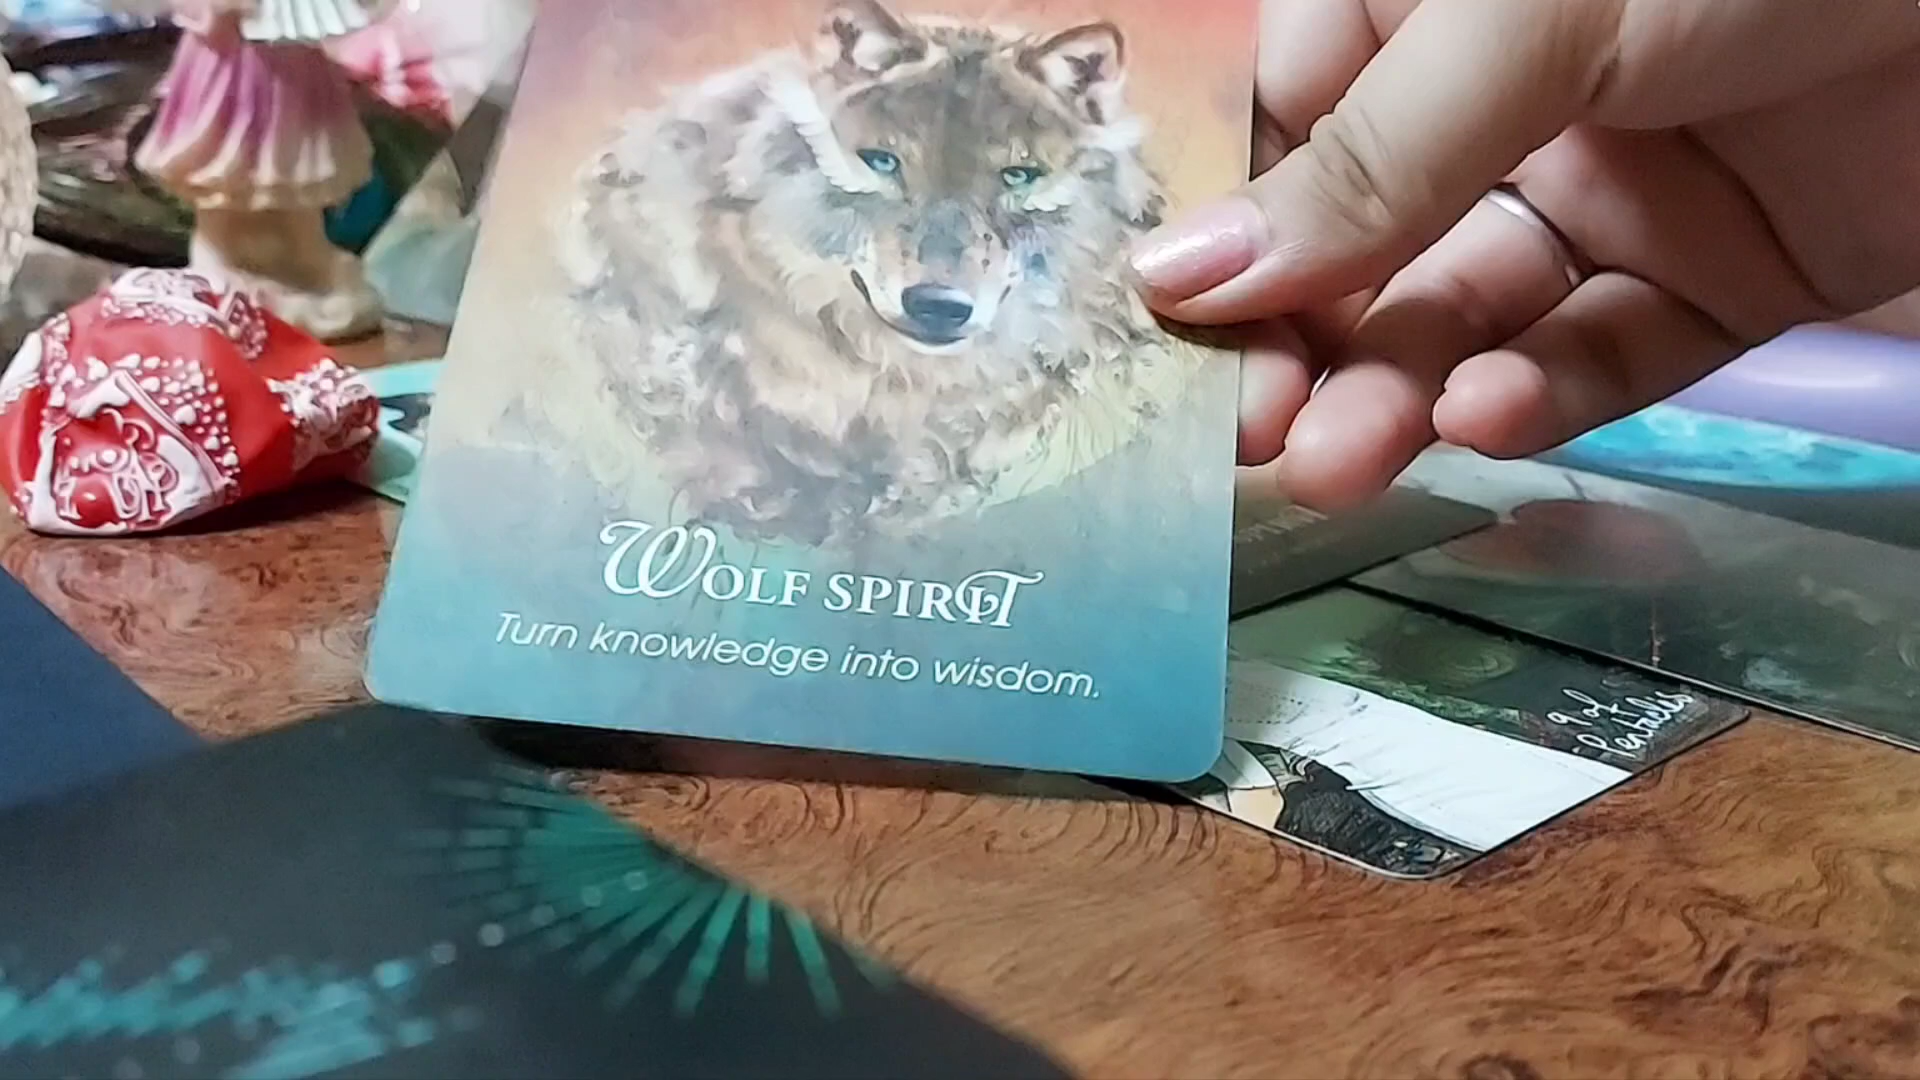 Wolf Spirit
Turn knowledge into wisdom.
9 of
Pentacles